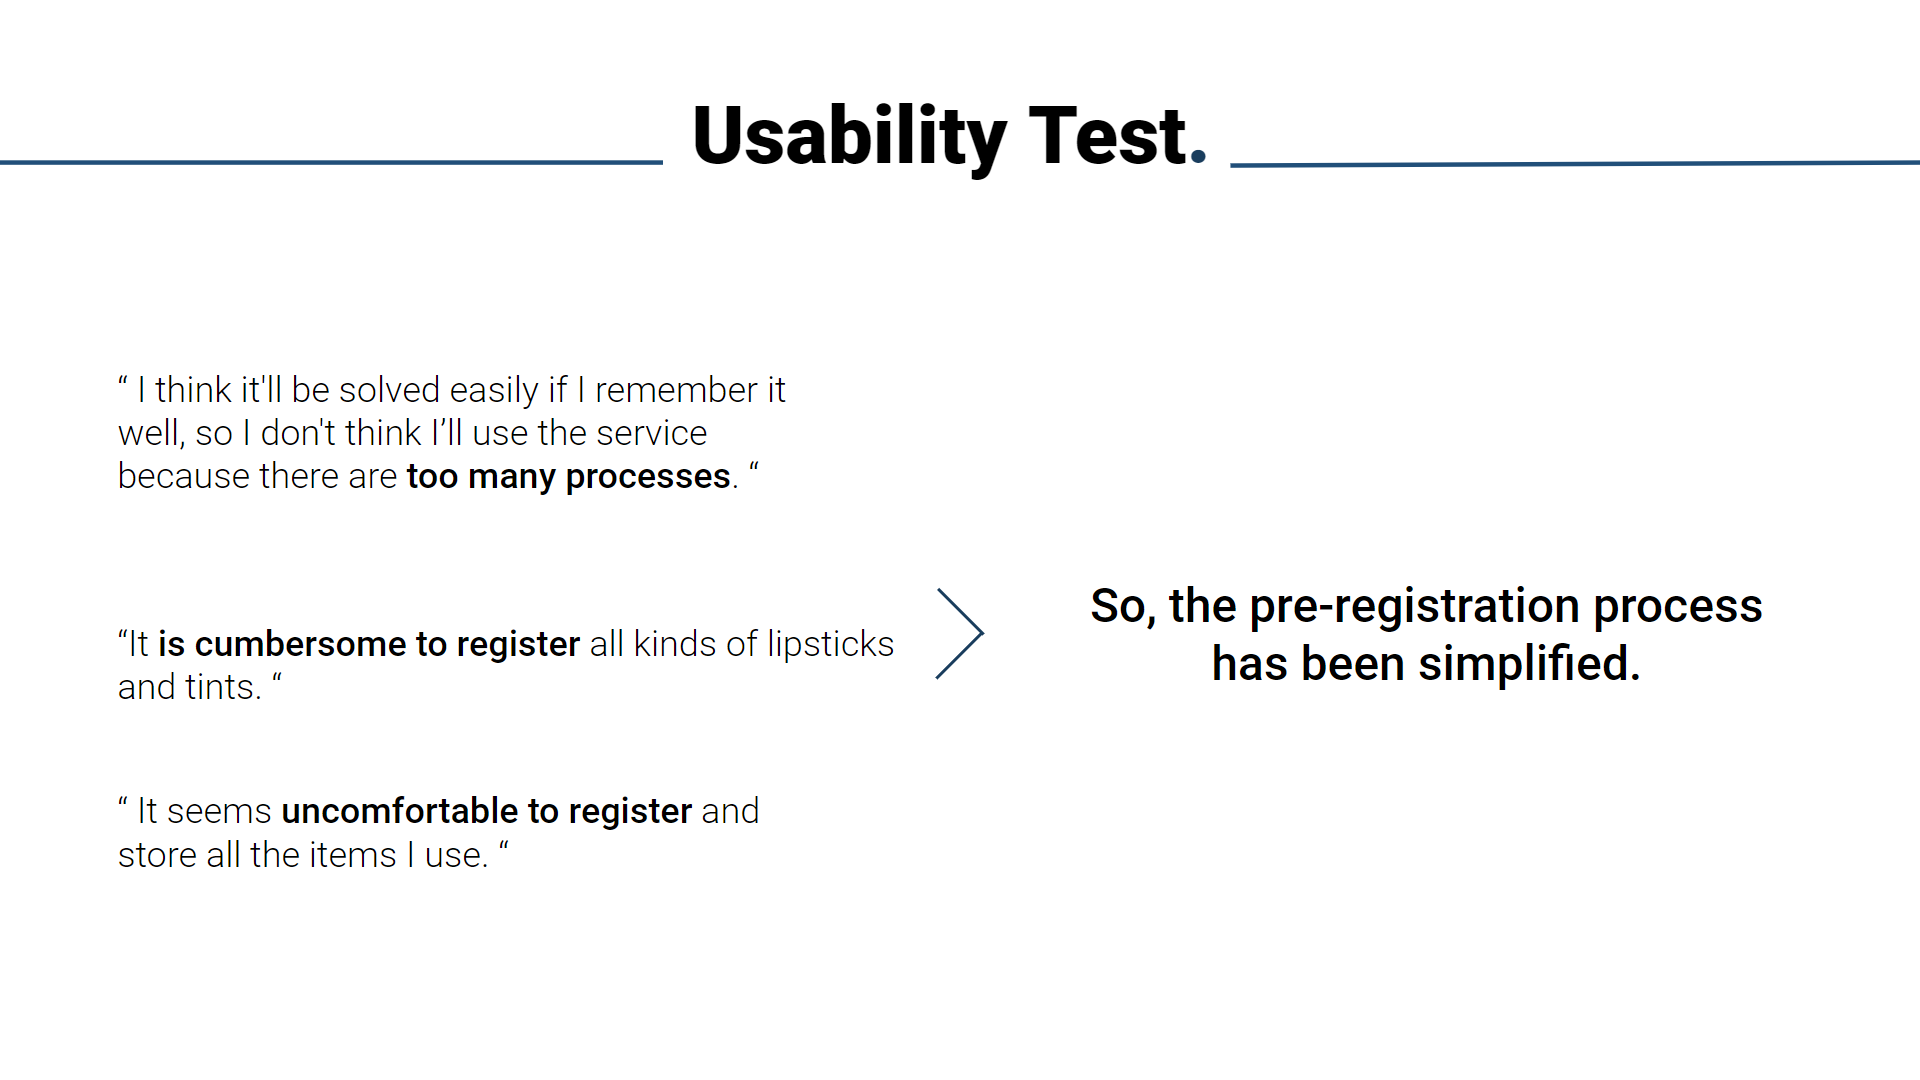 Usability Test.
“ I think it'll be solved easily if I remember it
well, so I don't think I’ll use the service
because there are too many processes. “
“It is cumbersome to register all kinds of lipsticks
and tints. “
“ It seems uncomfortable to register and
store all the items I use. “
So, the pre-registration process
has been simplified.